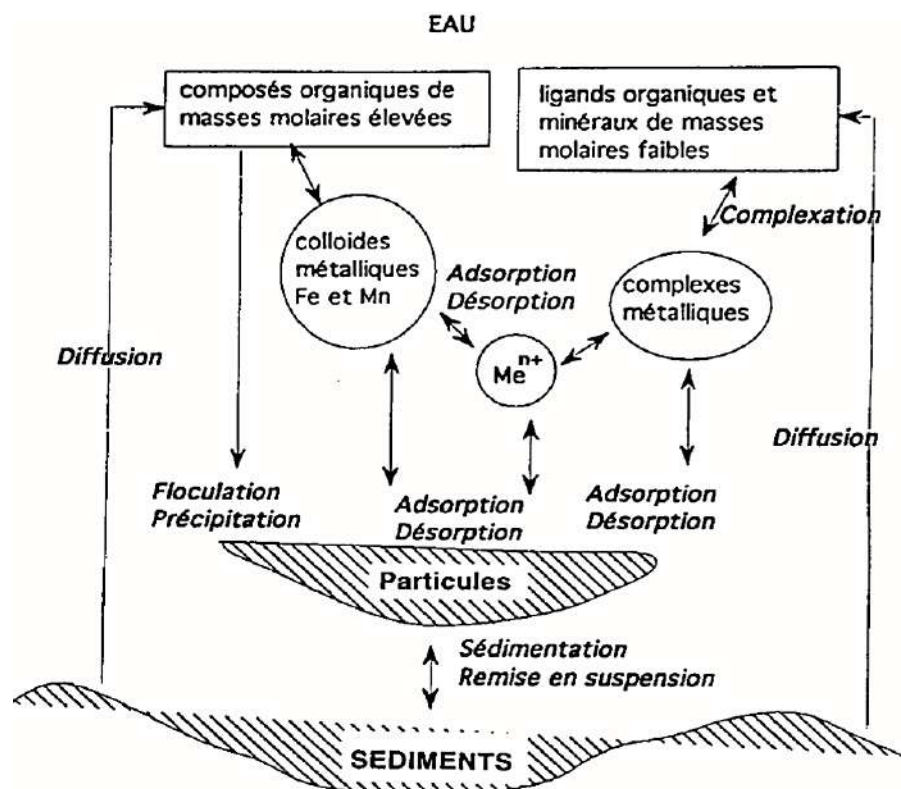 EAU
composés organiques de
masses molaires élevées
ligands organiques et
minéraux de masses
molaires faibles
Complexation
colloides
métalliques
Fe et Mn
Adsorption
Désorption
complexes
métalliques
Me^n+
Diffusion
Diffusion
Floculation
Précipitation
Adsorption
Désorption
Adsorption
Désorption
Particules
Sédimentation
Remise en suspension
SEDIMENTS